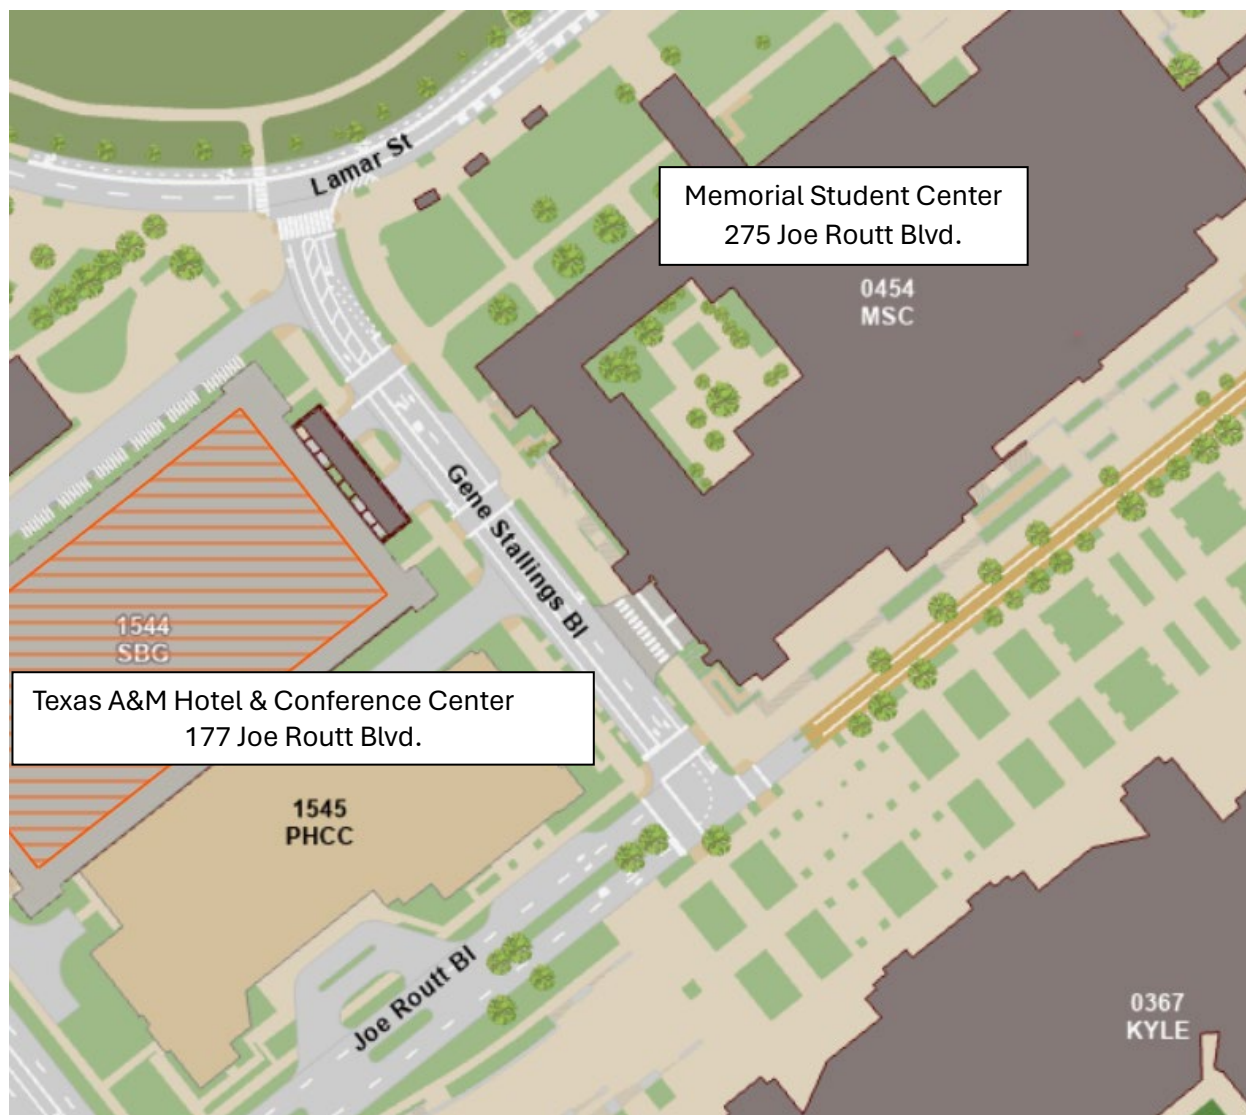 Lamar St
Memorial Student Center
275 Joe Routt Blvd.
0454
MSC
Gene Stallings Bl
1544
SBG
Texas A&M Hotel & Conference Center
177 Joe Routt Blvd.
1545
PHCC
Joe Routt Bl
0367
KYLE